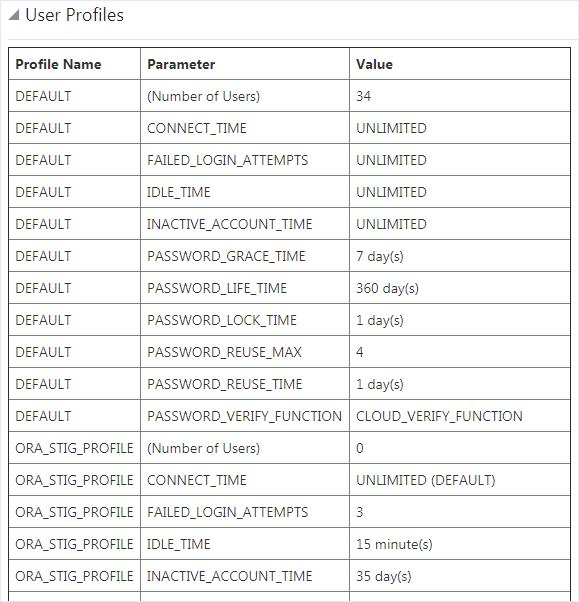 User Profiles
Profile Name Parameter Value
DEFAULT (Number of Users) 34
DEFAULT CONNECT_TIME UNLIMITED
DEFAULT FAILED_LOGIN_ATTEMPTS UNLIMITED
DEFAULT IDLE_TIME UNLIMITED
DEFAULT INACTIVE_ACCOUNT_TIME UNLIMITED
DEFAULT PASSWORD_GRACE_TIME 7 day(s)
DEFAULT PASSWORD_LIFE_TIME 360 day(s)
DEFAULT PASSWORD_LOCK_TIME 1 day(s)
DEFAULT PASSWORD_REUSE_MAX 4
DEFAULT PASSWORD_REUSE_TIME 1 day(s)
DEFAULT PASSWORD_VERIFY_FUNCTION CLOUD_VERIFY_FUNCTION
ORA_STIG_PROFILE (Number of Users) 0
ORA_STIG_PROFILE CONNECT_TIME UNLIMITED (DEFAULT)
ORA_STIG_PROFILE FAILED_LOGIN_ATTEMPTS 3
ORA_STIG_PROFILE IDLE_TIME 15 minute(s)
ORA_STIG_PROFILE INACTIVE_ACCOUNT_TIME 35 day(s)